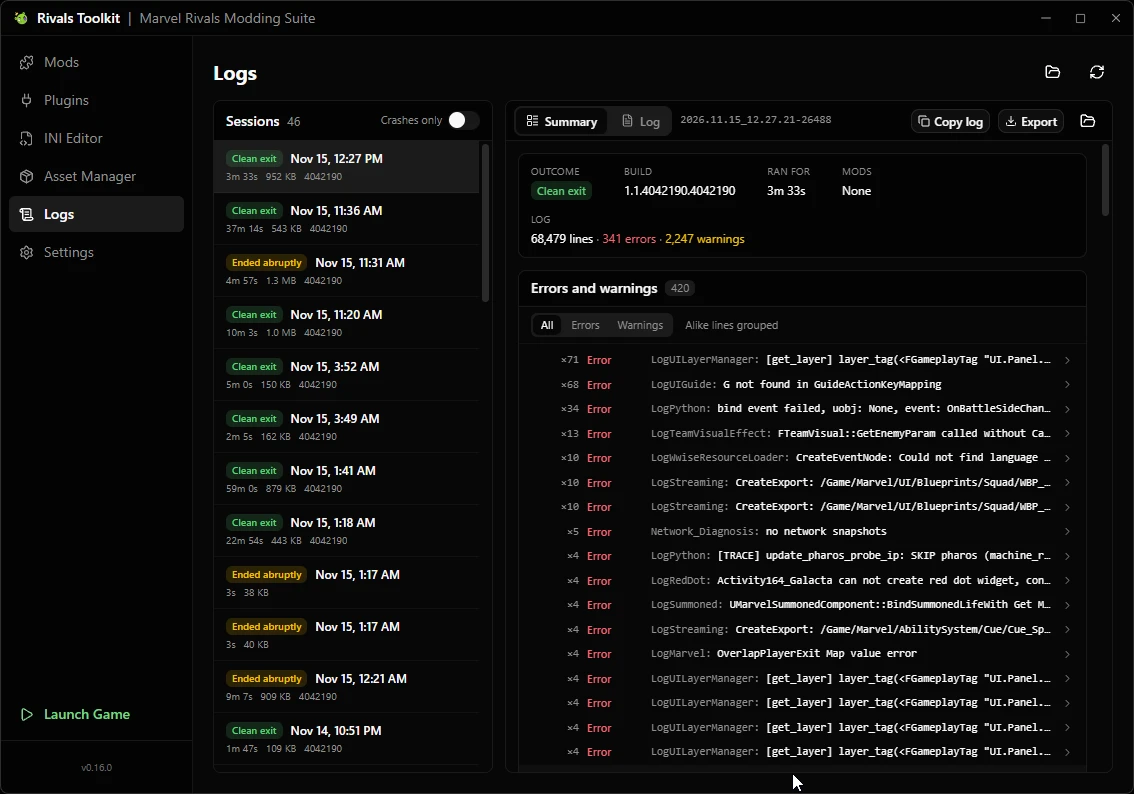 Rivals Toolkit | Marvel Rivals Modding Suite
Mods
Plugins
INI Editor
Asset Manager
Logs
Settings
Launch Game
v0.16.0
Logs
Sessions 46
Crashes only
Clean exit Nov 15, 12:27 PM
3m 33s 952 KB 4042190
Clean exit Nov 15, 11:36 AM
37m 14s 543 KB 4042190
Ended abruptly Nov 15, 11:31 AM
4m 57s 1.3 MB 4042190
Clean exit Nov 15, 11:20 AM
10m 3s 1.0 MB 4042190
Clean exit Nov 15, 3:52 AM
5m 0s 150 KB 4042190
Clean exit Nov 15, 3:49 AM
2m 5s 162 KB 4042190
Clean exit Nov 15, 1:41 AM
59m 0s 879 KB 4042190
Clean exit Nov 15, 1:18 AM
22m 54s 443 KB 4042190
Ended abruptly Nov 15, 1:17 AM
3s 38 KB
Ended abruptly Nov 15, 1:17 AM
3s 40 KB
Ended abruptly Nov 15, 12:21 AM
9m 7s 909 KB 4042190
Clean exit Nov 14, 10:51 PM
1m 47s 109 KB 4042190
Summary Log 2026.11.15_12.27.21-26488 Copy log Export
OUTCOME BUILD RAN FOR MODS
Clean exit 1.1.4042190.4042190 3m 33s None
LOG
68,479 lines · 341 errors · 2,247 warnings
Errors and warnings 420
All Errors Warnings Alike lines grouped
×71 Error LogUILayerManager: [get_layer] layer_tag(<FGameplayTag "UI.Panel....
×68 Error LogUIGuide: G not found in GuideActionKeyMapping
×34 Error LogPython: bind event failed, uobj: None, event: OnBattleSideChan...
×13 Error LogTeamVisualEffect: FTeamVisual::GetEnemyParam called without Ca...
×10 Error LogWwiseResourceLoader: CreateEventNode: Could not find language ...
×10 Error LogStreaming: CreateExport: /Game/Marvel/UI/Blueprints/Squad/WBP_...
×10 Error LogStreaming: CreateExport: /Game/Marvel/UI/Blueprints/Squad/WBP_...
×5 Error Network_Diagnosis: no network snapshots
×4 Error LogPython: [TRACE] update_pharos_probe_ip: SKIP pharos (machine_r...
×4 Error LogRedDot: Activity164_Galacta can not create red dot widget, con...
×4 Error LogSummoned: UMarvelSummonedComponent::BindSummonedLifeWith Get M...
×4 Error LogStreaming: CreateExport: /Game/Marvel/AbilitySystem/Cue/Cue_Sp...
×4 Error LogMarvel: OverlapPlayerExit Map value error
×4 Error LogUILayerManager: [get_layer] layer_tag(<FGameplayTag "UI.Panel....
×4 Error LogUILayerManager: [get_layer] layer_tag(<FGameplayTag "UI.Panel....
×4 Error LogUILayerManager: [get_layer] layer_tag(<FGameplayTag "UI.Panel....
×4 Error LogUILayerManager: [get_layer] layer_tag(<FGameplayTag "UI.Panel....